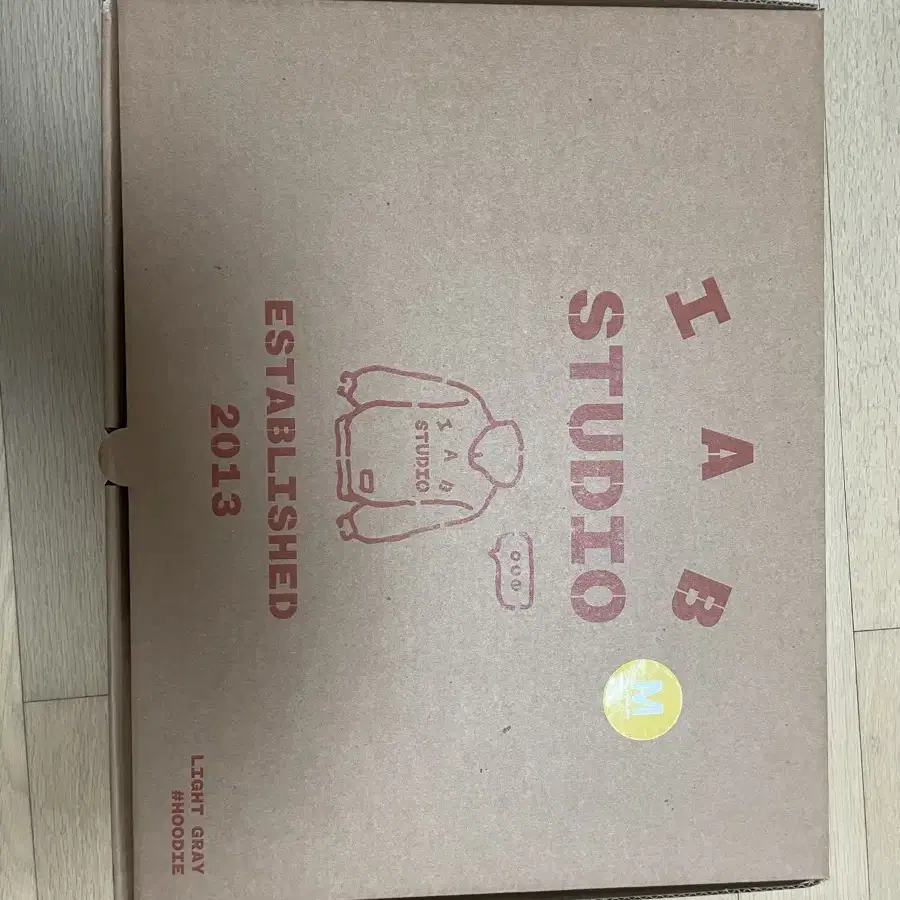 I A B
STUDIO
M
I A B
STUDIO
ESTABLISHED
2013
LIGHT GRAY
#HOODIE